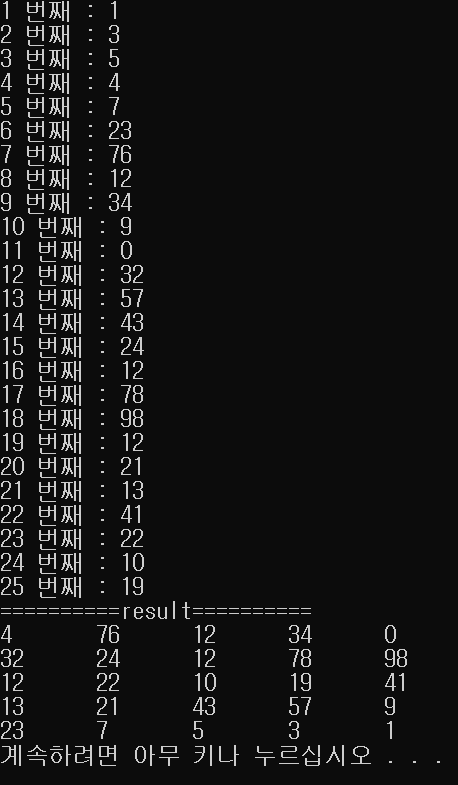 1 번째 : 1
2 번째 : 3
3 번째 : 5
4 번째 : 4
5 번째 : 7
6 번째 : 23
7 번째 : 76
8 번째 : 12
9 번째 : 34
10 번째 : 9
11 번째 : 0
12 번째 : 32
13 번째 : 57
14 번째 : 43
15 번째 : 24
16 번째 : 12
17 번째 : 78
18 번째 : 98
19 번째 : 12
20 번째 : 21
21 번째 : 13
22 번째 : 41
23 번째 : 22
24 번째 : 10
25 번째 : 19
==========result==========
4 76 12 34 0
32 24 12 78 98
12 22 10 19 41
13 21 43 57 9
23 7 5 3 1
계속하려면 아무 키나 누르십시오 . . .